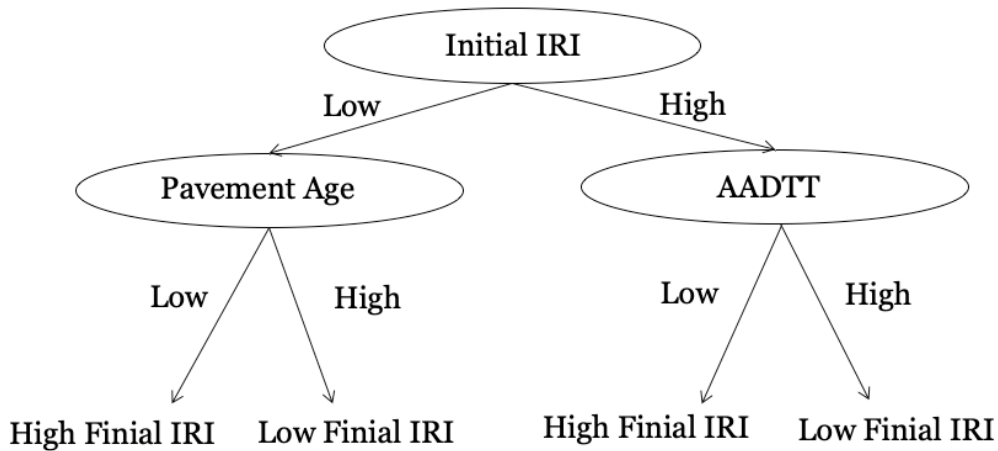 Initial IRI
Low
High
Pavement Age
AADTT
Low
High
Low
High
High Finial IRI
Low Finial IRI
High Finial IRI
Low Finial IRI